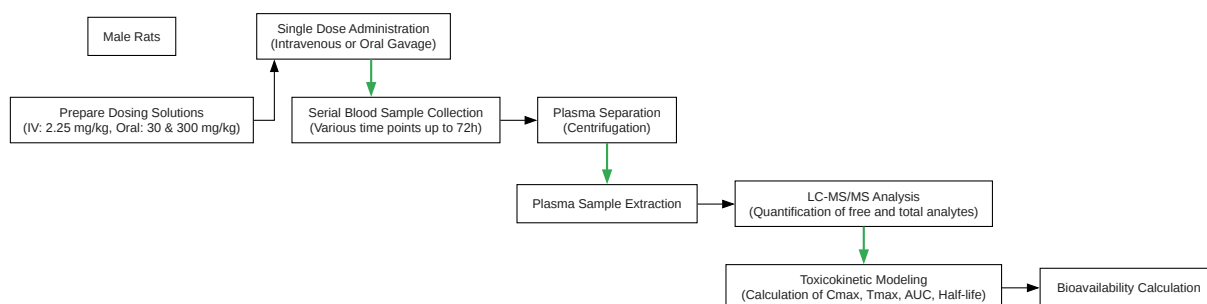 Male Rats
Single Dose Administration
(Intravenous or Oral Gavage)
Prepare Dosing Solutions
(IV: 2.25 mg/kg, Oral: 30 & 300 mg/kg)
Serial Blood Sample Collection
(Various time points up to 72h)
Plasma Separation
(Centrifugation)
Plasma Sample Extraction
LC-MS/MS Analysis
(Quantification of free and total analytes)
Toxicokinetic Modeling
(Calculation of Cmax, Tmax, AUC, Half-life)
Bioavailability Calculation